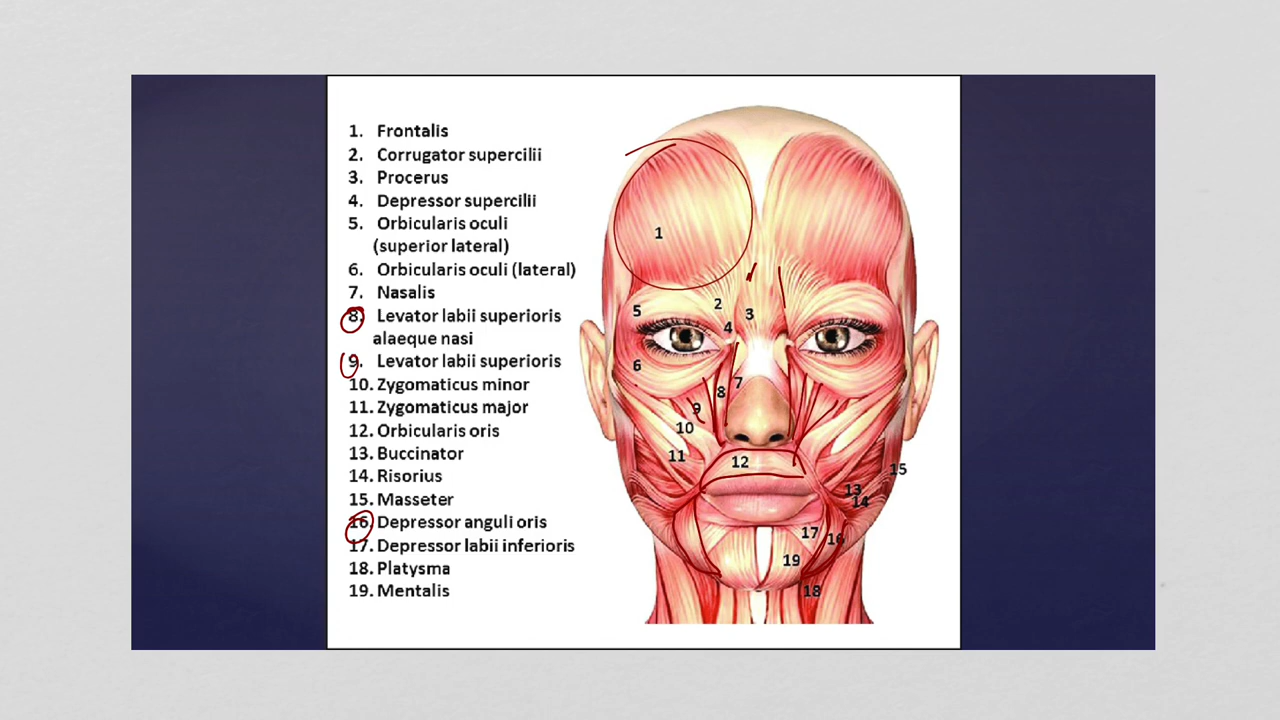 1. Frontalis
2. Corrugator supercilii
3. Procerus
4. Depressor supercilii
5. Orbicularis oculi
(superior lateral)
6. Orbicularis oculi (lateral)
7. Nasalis
8. Levator labii superioris
alaeque nasi
9. Levator labii superioris
10. Zygomaticus minor
11. Zygomaticus major
12. Orbicularis oris
13. Buccinator
14. Risorius
15. Masseter
16. Depressor anguli oris
17. Depressor labii inferioris
18. Platysma
19. Mentalis
1
2
3
5
4
6
7
8
9
10
11
12
15
13
14
17
16
19
18